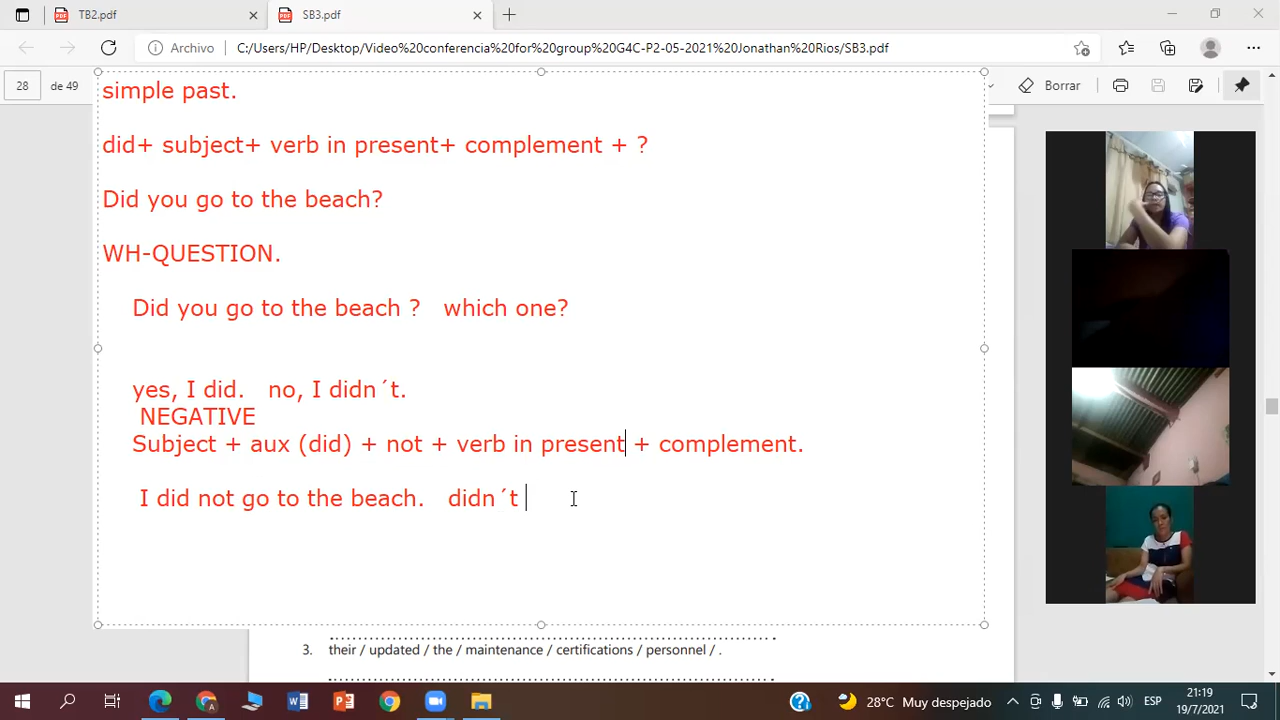 TB2.pdf
SB3.pdf
Archivo
C:/Users/HP/Desktop/Video%20conferencia%20for%20group%20G4C-P2-05-2021%20Jonathan%20Rios/SB3.pdf
28 de 49
Borrar
simple past.
did+ subject+ verb in present+ complement + ?
Did you go to the beach?
WH-QUESTION.
Did you go to the beach ? which one?
yes, I did. no, I didn´t.
NEGATIVE
Subject + aux (did) + not + verb in present + complement.
I did not go to the beach. didn´t
3. their / updated / the / maintenance / certifications / personnel / .
28°C Muy despejado
ESP
21:19
19/7/2021